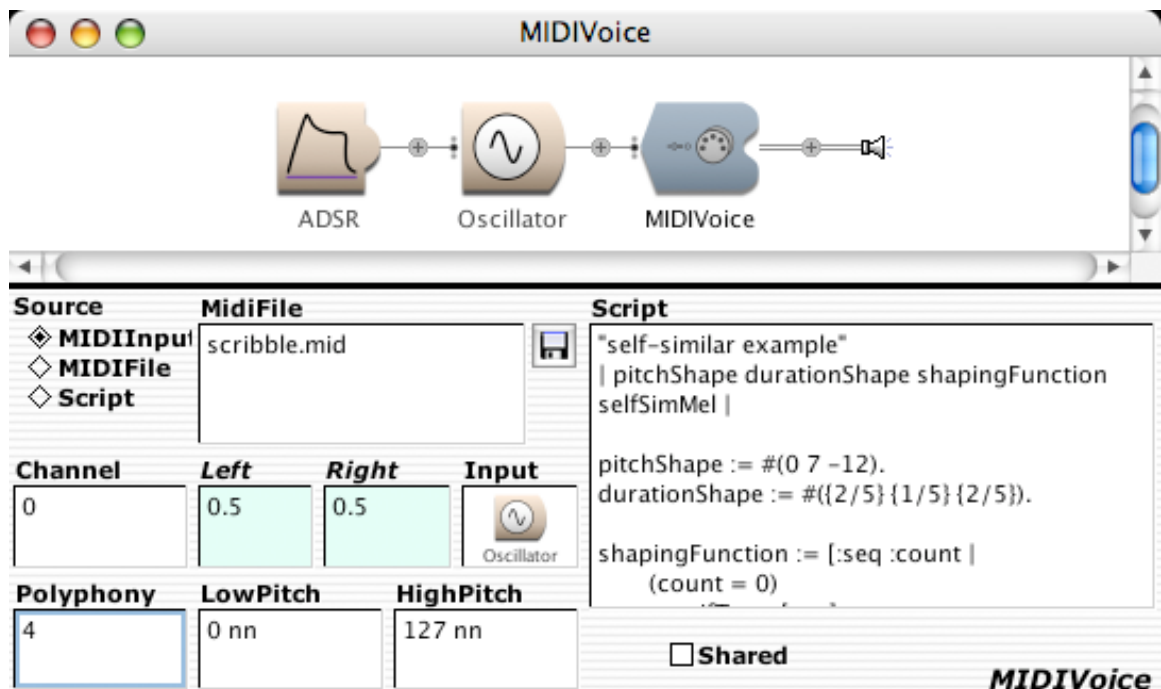 MIDIVoice
ADSR
Oscillator
MIDIVoice
Source
MIDIInput
MIDIFile
Script
MidiFile
scribble.mid
Script
"self-similar example"
| pitchShape durationShape shapingFunction
selfSimMel |
pitchShape := #(0 7 -12).
durationShape := #({2/5} {1/5} {2/5}).
shapingFunction := [:seq :count |
(count = 0)
Channel
0
Left
0.5
Right
0.5
Input
Oscillator
Polyphony
4
LowPitch
0 nn
HighPitch
127 nn
Shared
MIDIVoice